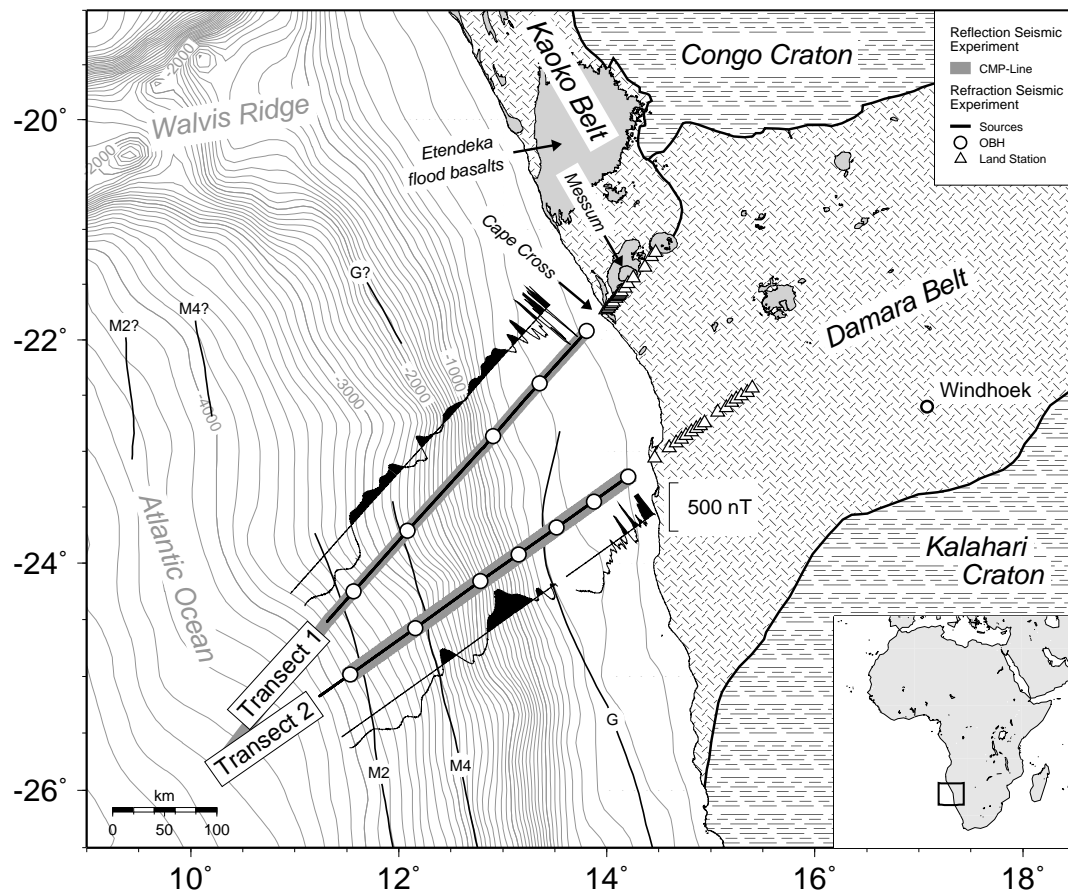 Congo Craton
Kaoko Belt
Reflection Seismic
Experiment
CMP-Line
Refraction Seismic
Experiment
Sources
OBH
Land Station
-2000
Walvis Ridge
-2000
Etendeka
flood basalts
Messum
Cape Cross
Damara Belt
Windhoek
G?
M4?
M2?
-1000
-2000
-3000
-4000
Atlantic Ocean
500 nT
Kalahari
Craton
Transect 1
Transect 2
G
M2
M4
km
0 50 100
-20°
-22°
-24°
-26°
10° 12° 14° 16° 18°